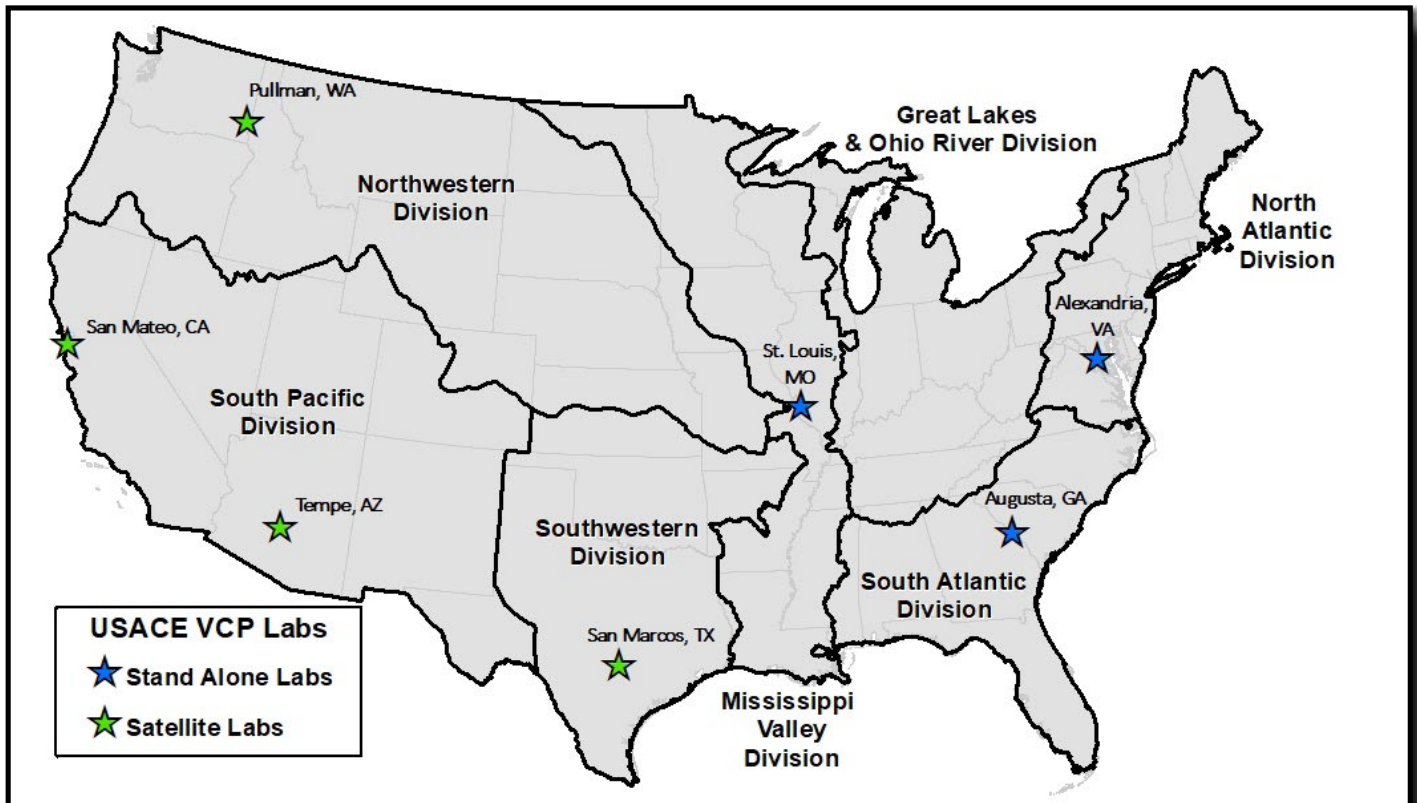 Pullman, WA
Great Lakes
& Ohio River Division
Northwestern
Division
North
Atlantic
Division
San Mateo, CA
Alexandria,
VA
St. Louis,
MO
South Pacific
Division
Tempe, AZ
Augusta, GA
Southwestern
Division
South Atlantic
Division
San Marcos, TX
Mississippi
Valley
Division
USACE VCP Labs
Stand Alone Labs
Satellite Labs